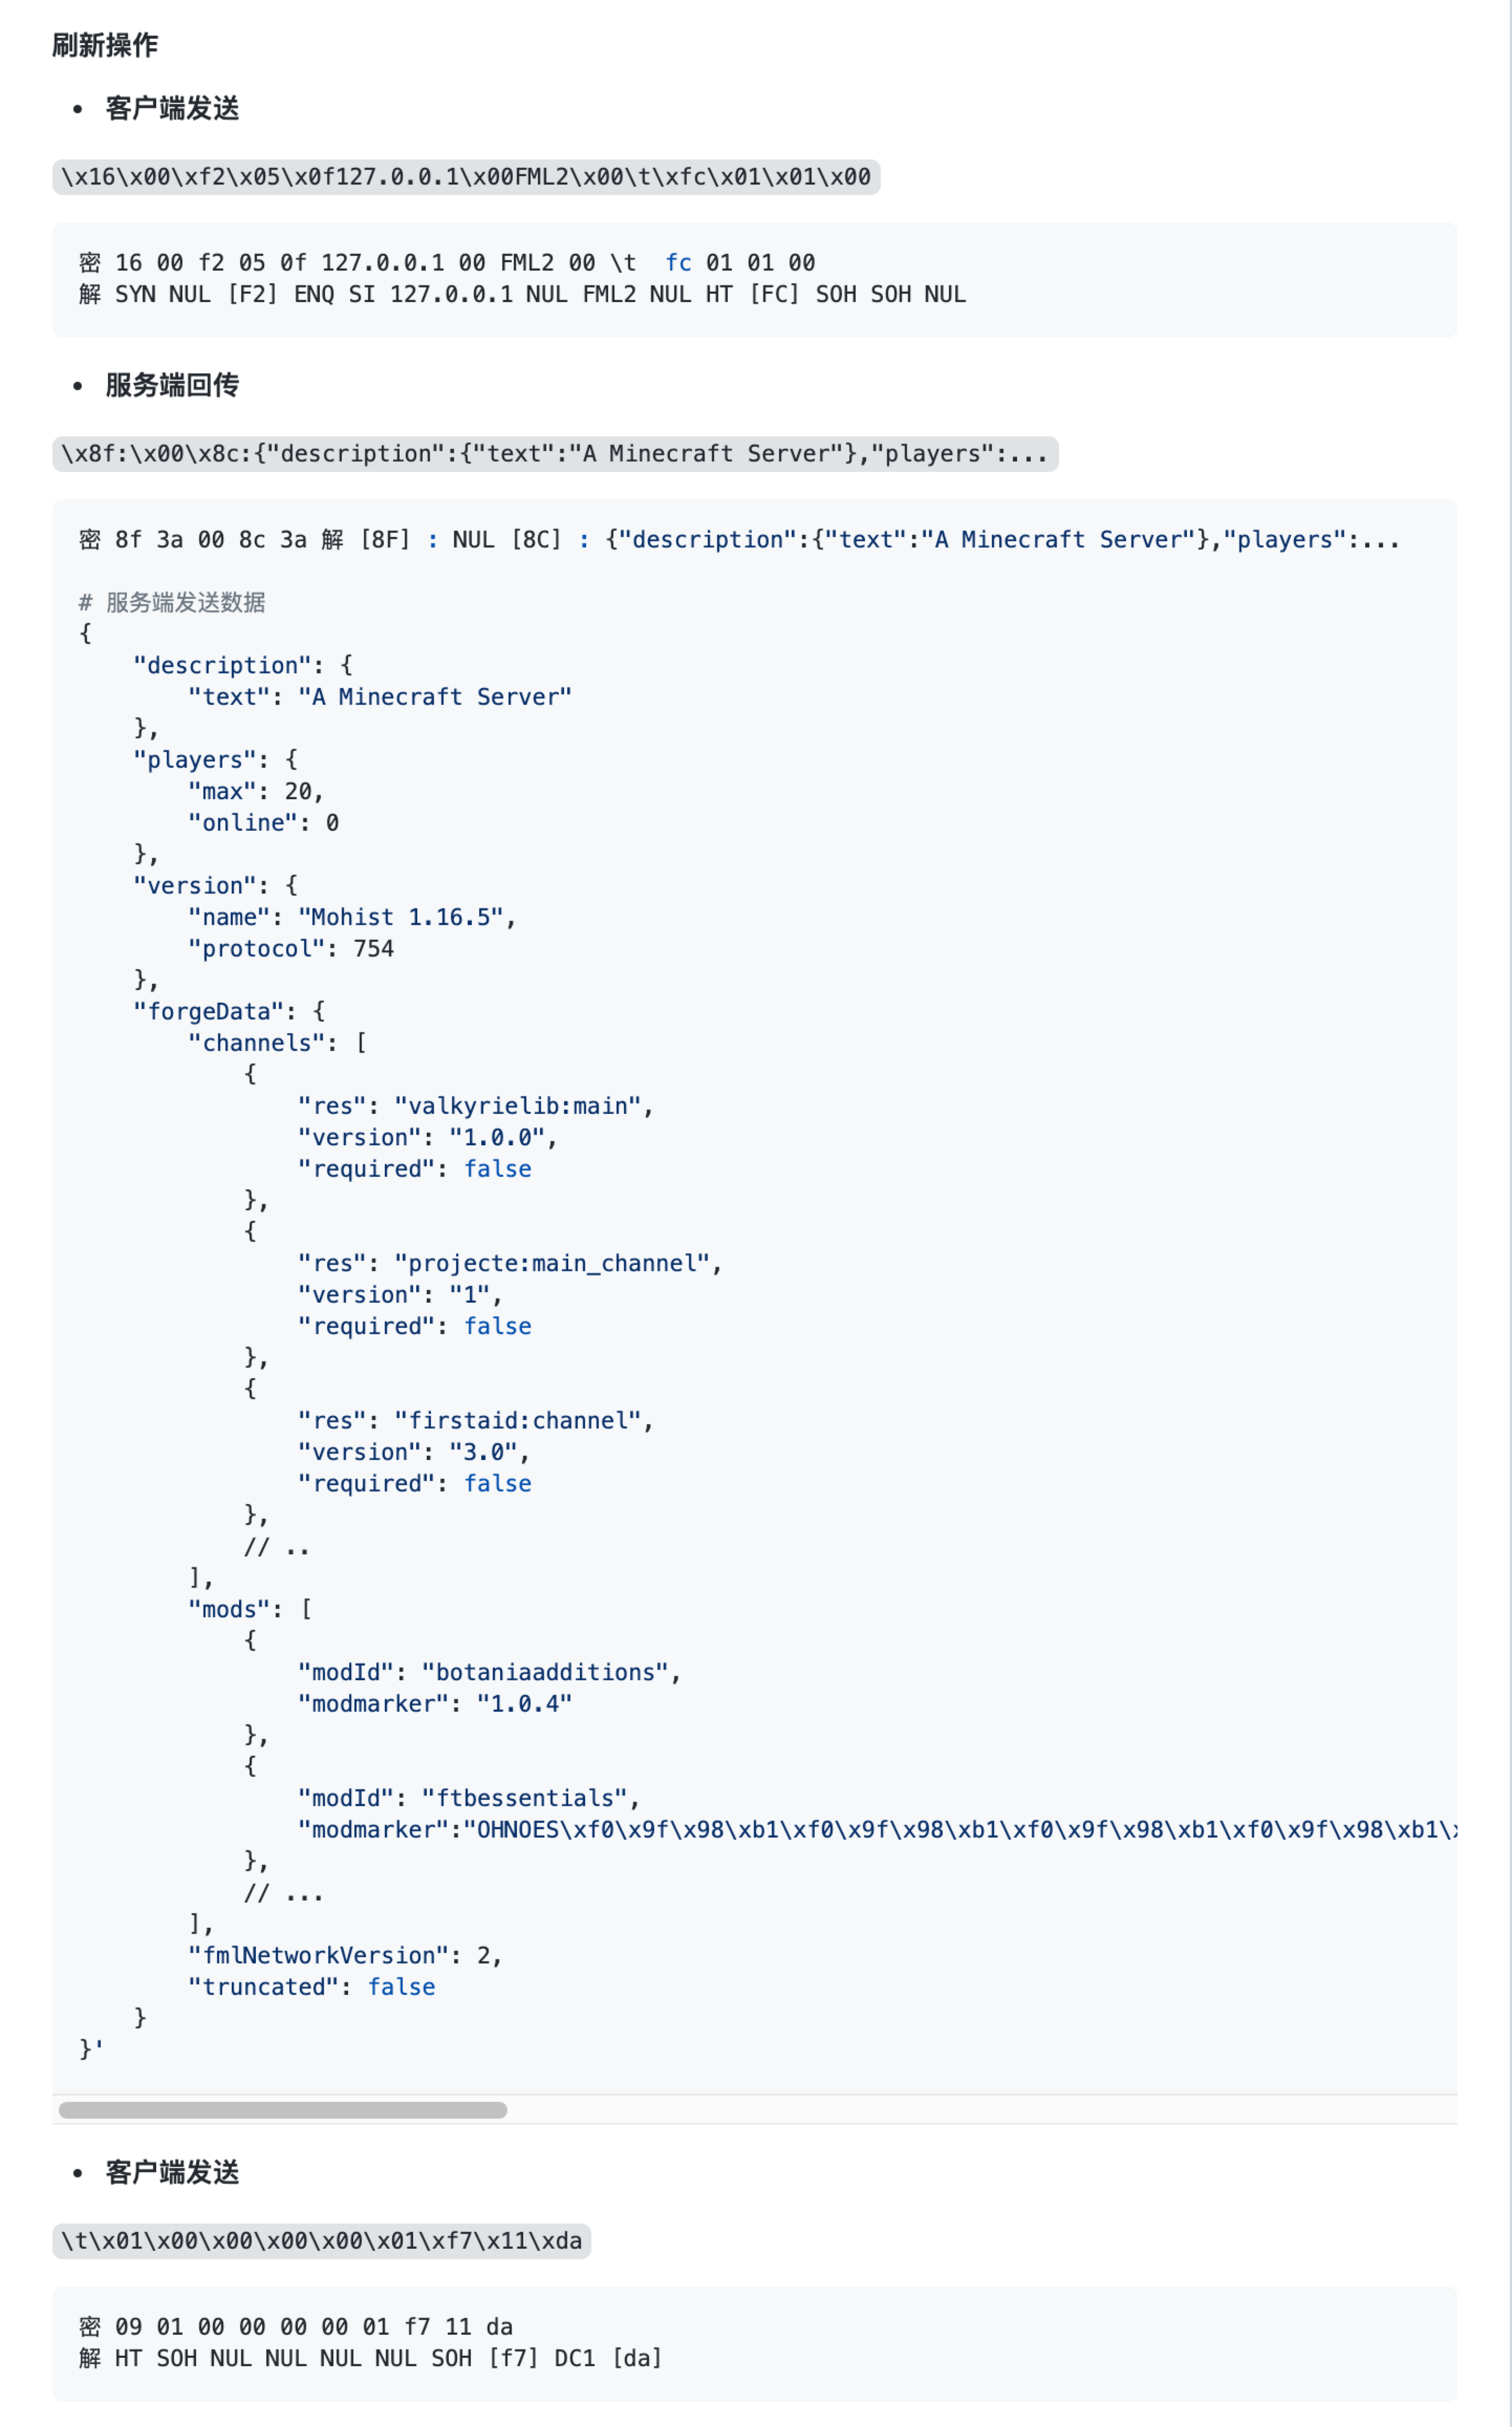 刷新操作
• 客户端发送
\x16\x00\xf2\x05\x0f127.0.0.1\x00FML2\x00\t\xfc\x01\x01\x00
密 16 00 f2 05 0f 127.0.0.1 00 FML2 00 \t  fc 01 01 00
解 SYN NUL [F2] ENQ SI 127.0.0.1 NUL FML2 NUL HT [FC] SOH SOH NUL
• 服务端回传
\x8f:\x00\x8c:{"description":{"text":"A Minecraft Server"},"players":...
密 8f 3a 00 8c 3a 解 [8F] : NUL [8C] : {"description":{"text":"A Minecraft Server"},"players":...
# 服务端发送数据
{
    "description": {
        "text": "A Minecraft Server"
    },
    "players": {
        "max": 20,
        "online": 0
    },
    "version": {
        "name": "Mohist 1.16.5",
        "protocol": 754
    },
    "forgeData": {
        "channels": [
            {
                "res": "valkyrielib:main",
                "version": "1.0.0",
                "required": false
            },
            {
                "res": "projecte:main_channel",
                "version": "1",
                "required": false
            },
            {
                "res": "firstaid:channel",
                "version": "3.0",
                "required": false
            },
            // ..
        ],
        "mods": [
            {
                "modId": "botaniaadditions",
                "modmarker": "1.0.4"
            },
            {
                "modId": "ftbessentials",
                "modmarker":"OHNOES\xf0\x9f\x98\xb1\xf0\x9f\x98\xb1\xf0\x9f\x98\xb1\xf0\x9f\x98\xb1\
            },
            // ...
        ],
        "fmlNetworkVersion": 2,
        "truncated": false
    }
}'
• 客户端发送
\t\x01\x00\x00\x00\x00\x01\xf7\x11\xda
密 09 01 00 00 00 00 01 f7 11 da
解 HT SOH NUL NUL NUL NUL SOH [f7] DC1 [da]